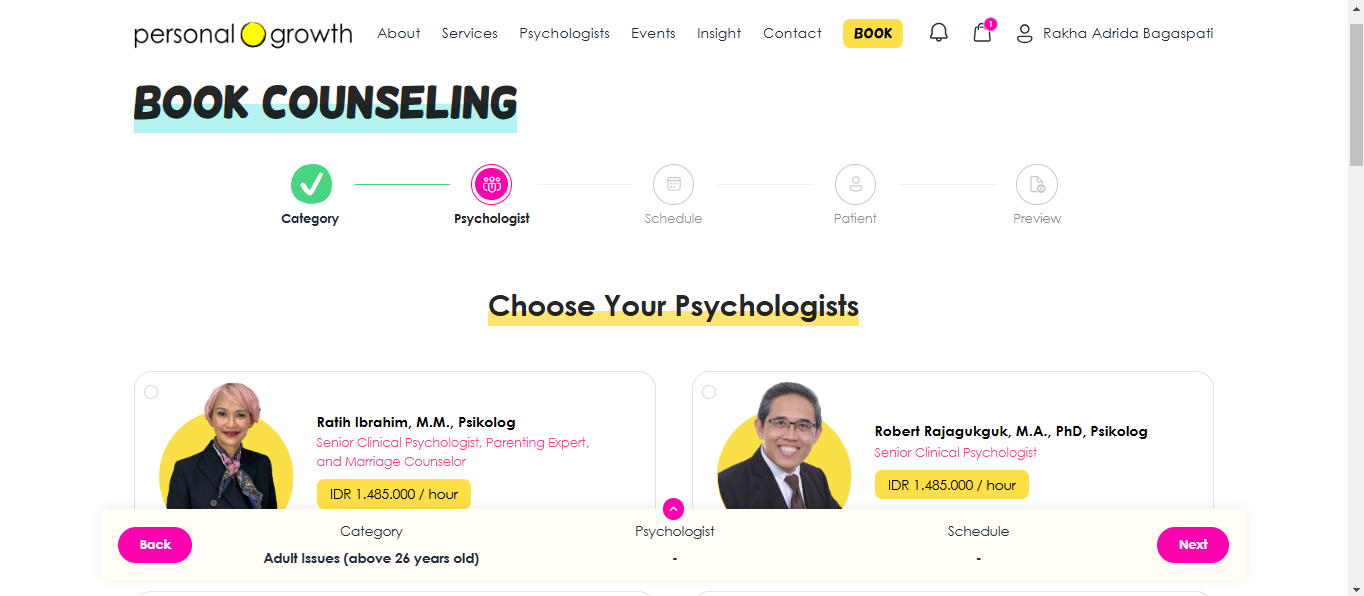 personal growth
About Services Psychologists Events Insight Contact BOOK 1 Rakha Adrida Bagaspati
BOOK COUNSELING
Category Psychologist Schedule Patient Preview
Choose Your Psychologists
Ratih Ibrahim, M.M., Psikolog
Senior Clinical Psychologist, Parenting Expert,
and Marriage Counselor
IDR 1.485.000 / hour
Robert Rajagukguk, M.A., PhD, Psikolog
Senior Clinical Psychologist
IDR 1.485.000 / hour
Back
Category
Adult Issues (above 26 years old)
Psychologist
-
Schedule
-
Next